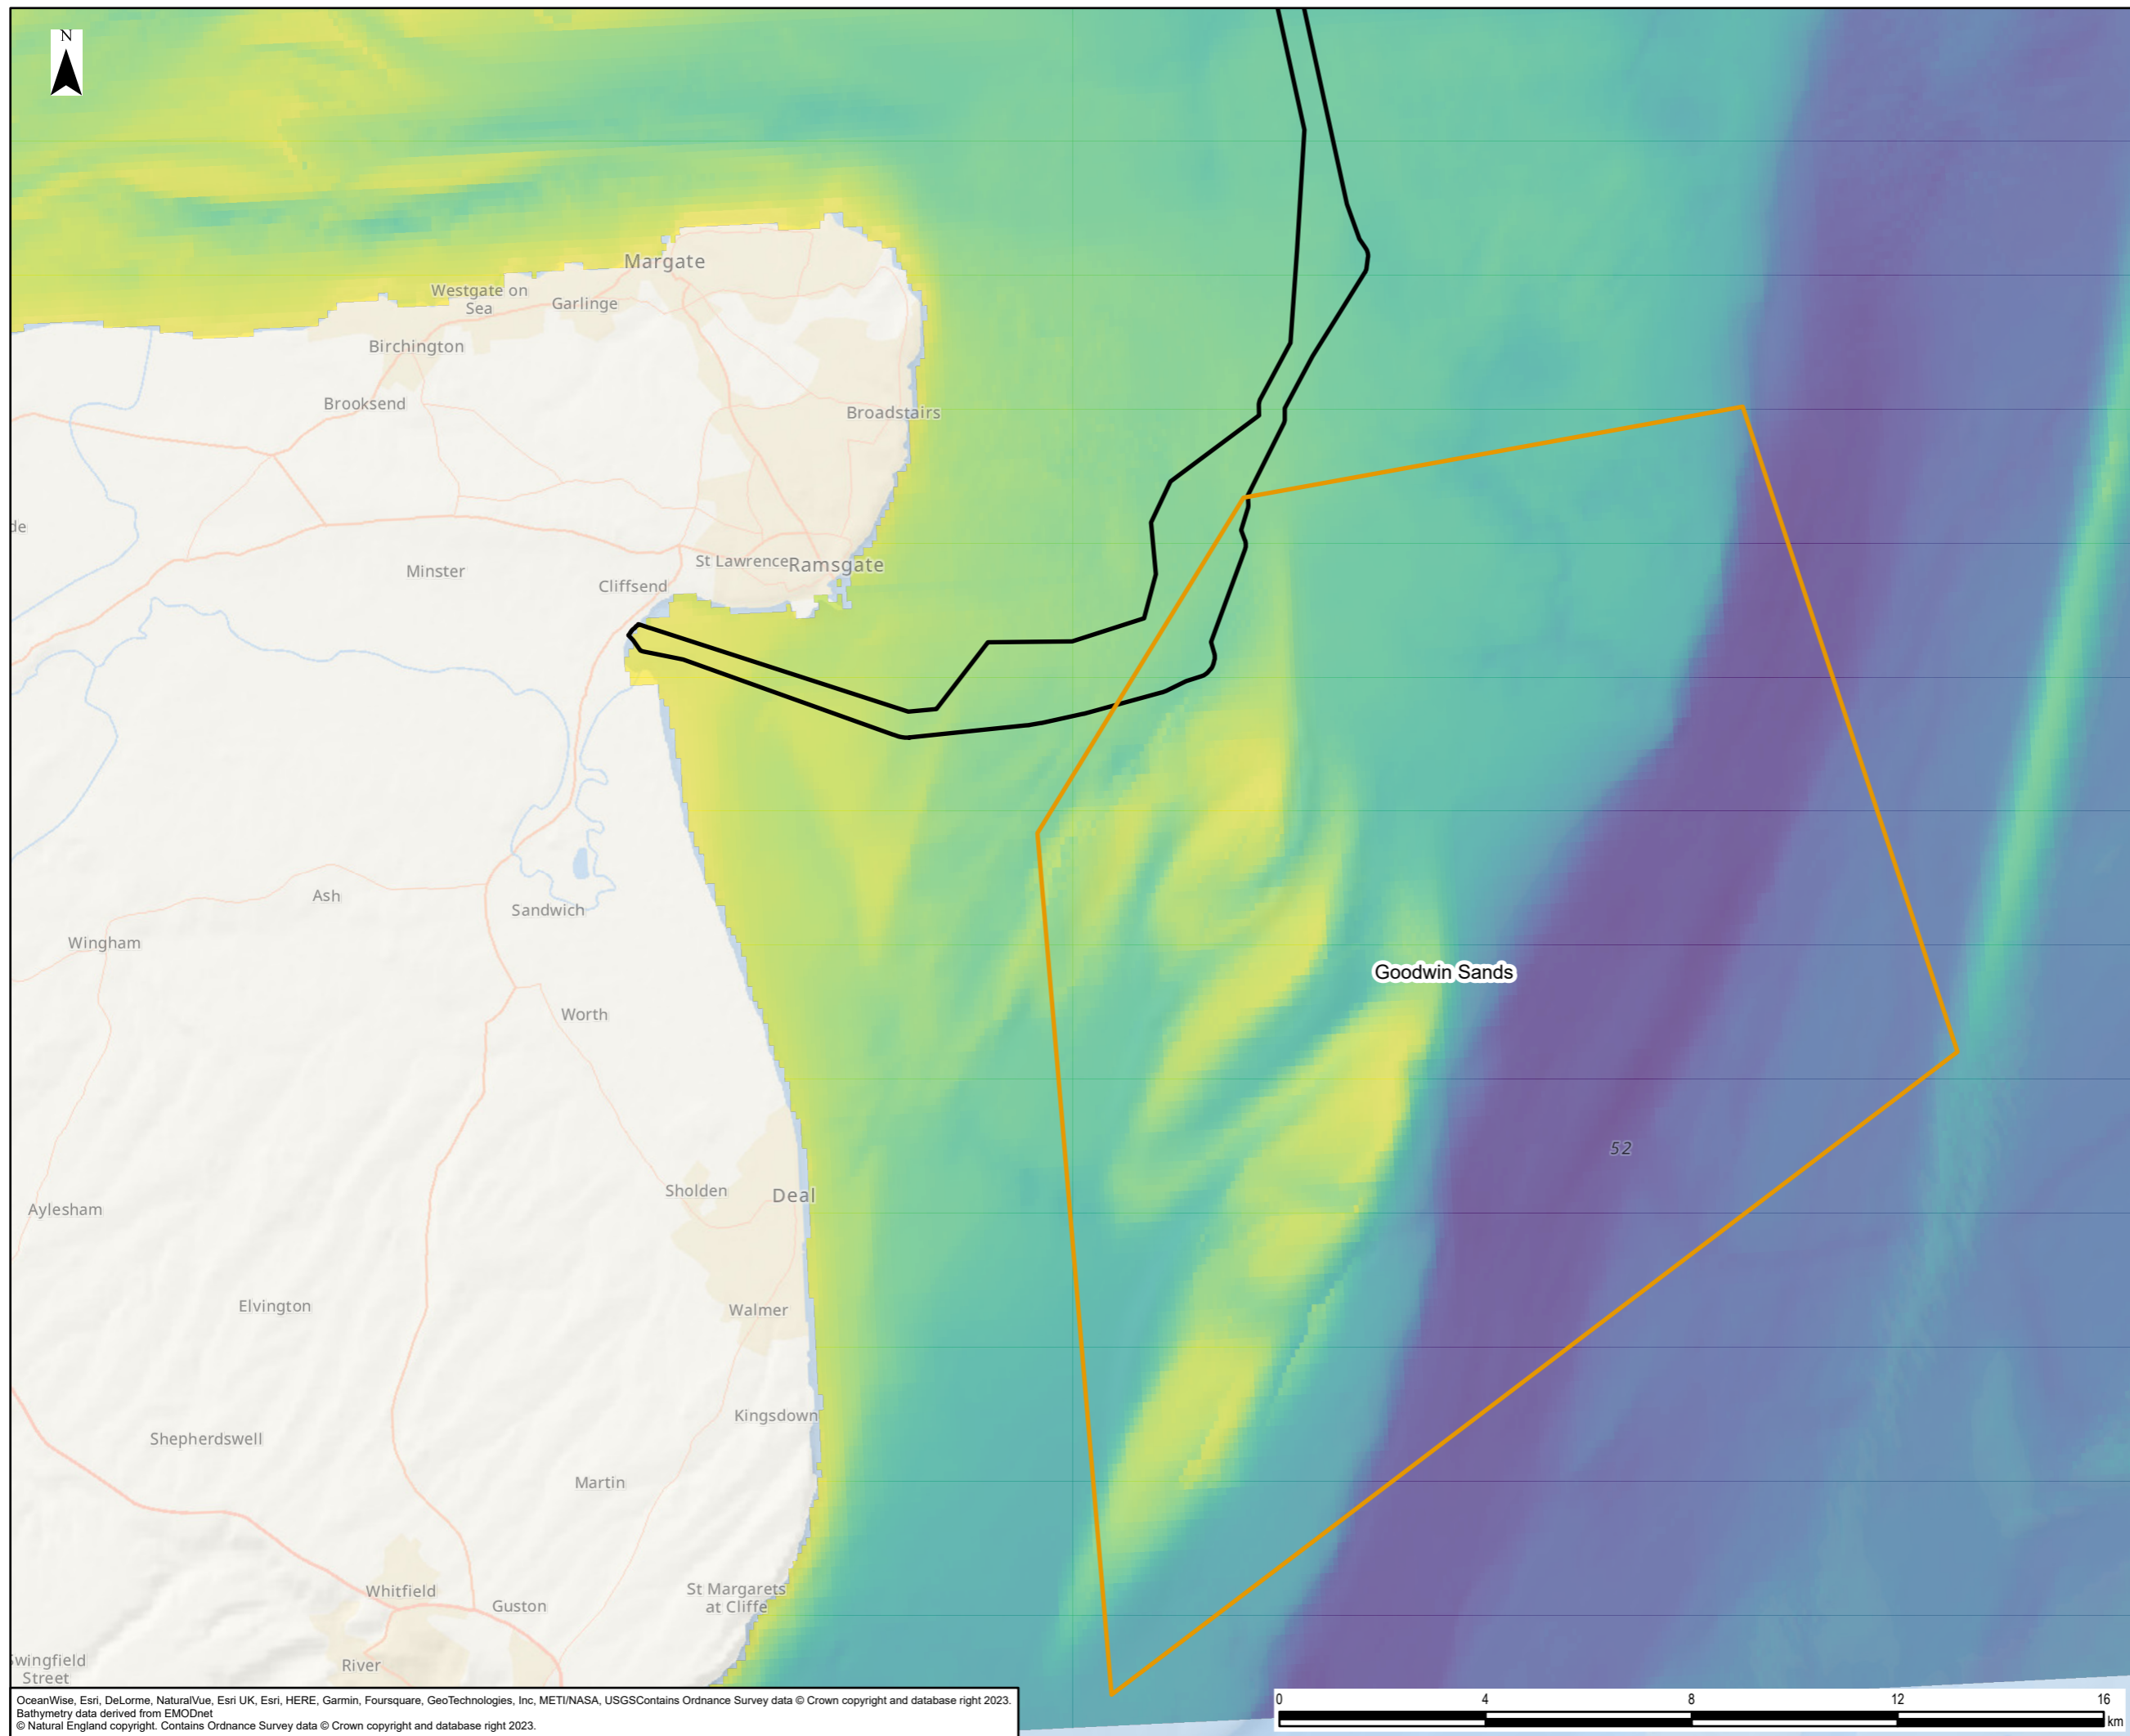 N
Margate
Westgate on
Sea
Garlinge
Birchington
Brooksend
Broadstairs
de
St Lawrence
Ramsgate
Minster
Cliffsend
Ash
Sandwich
Wingham
Goodwin Sands
Worth
52
Sholden
Deal
Aylesham
Elvington
Walmer
Kingsdown
Shepherdswell
Martin
Whitfield
St Margarets
at Cliffe
Guston
River
Swingfield
Street
OceanWise, Esri, DeLorme, NaturalVue, Esri UK, Esri, HERE, Garmin, Foursquare, GeoTechnologies, Inc, METI/NASA, USGSContains Ordnance Survey data © Crown copyright and database right 2023.
Bathymetry data derived from EMODnet
© Natural England copyright. Contains Ordnance Survey data © Crown copyright and database right 2023.
0 4 8 12 16
km